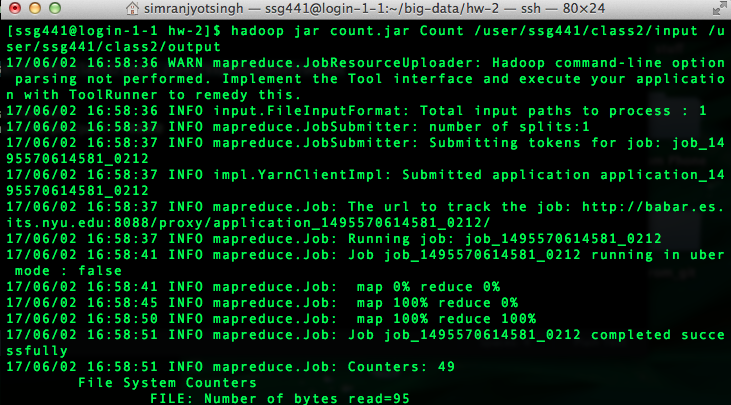 simranjyotsingh — ssg441@login-1-1:~/big-data/hw-2 — ssh — 80×24
[ssg441@login-1-1 hw-2]$ hadoop jar count.jar Count /user/ssg441/class2/input /u
ser/ssg441/class2/output
17/06/02 16:58:36 WARN mapreduce.JobResourceUploader: Hadoop command-line option
 parsing not performed. Implement the Tool interface and execute your applicatio
n with ToolRunner to remedy this.
17/06/02 16:58:36 INFO input.FileInputFormat: Total input paths to process : 1
17/06/02 16:58:37 INFO mapreduce.JobSubmitter: number of splits:1
17/06/02 16:58:37 INFO mapreduce.JobSubmitter: Submitting tokens for job: job_14
95570614581_0212
17/06/02 16:58:37 INFO impl.YarnClientImpl: Submitted application application_14
95570614581_0212
17/06/02 16:58:37 INFO mapreduce.Job: The url to track the job: http://babar.es.
its.nyu.edu:8088/proxy/application_1495570614581_0212/
17/06/02 16:58:37 INFO mapreduce.Job: Running job: job_1495570614581_0212
17/06/02 16:58:41 INFO mapreduce.Job: Job job_1495570614581_0212 running in uber
 mode : false
17/06/02 16:58:41 INFO mapreduce.Job:  map 0% reduce 0%
17/06/02 16:58:45 INFO mapreduce.Job:  map 100% reduce 0%
17/06/02 16:58:50 INFO mapreduce.Job:  map 100% reduce 100%
17/06/02 16:58:51 INFO mapreduce.Job: Job job_1495570614581_0212 completed succe
ssfully
17/06/02 16:58:51 INFO mapreduce.Job: Counters: 49
        File System Counters
                FILE: Number of bytes read=95